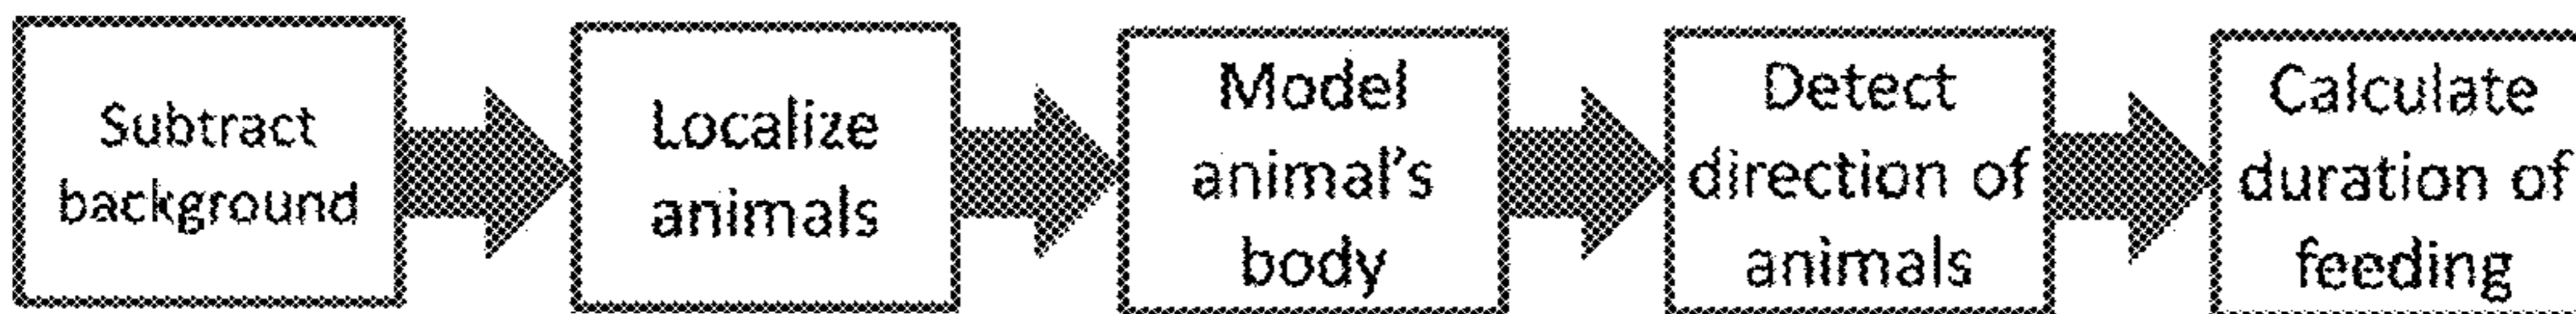 Subtract
background
Localize
animals
Model
animal's
body
Detect
direction of
animals
Calculate
duration of
feeding